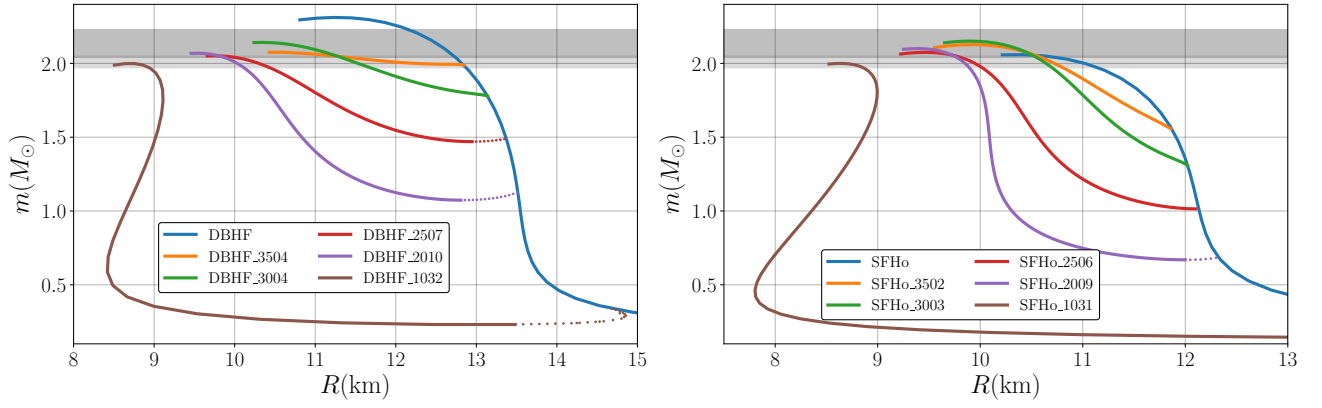 m(M⊙)
2.0
1.5
1.0
0.5
DBHF
DBHF_3504
DBHF_3004
DBHF_2507
DBHF_2010
DBHF_1032
8 9 10 11 12 13 14 15
R(km)
m(M⊙)
2.0
1.5
1.0
0.5
SFHo
SFHo_3502
SFHo_3003
SFHo_2506
SFHo_2009
SFHo_1031
8 9 10 11 12 13
R(km)